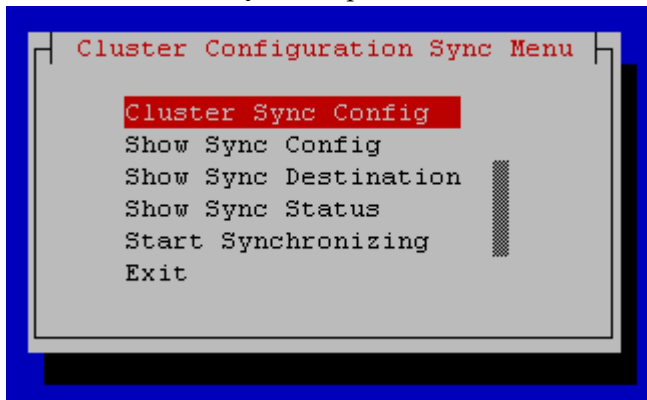 Cluster Configuration Sync Menu
Cluster Sync Config
Show Sync Config
Show Sync Destination
Show Sync Status
Start Synchronizing
Exit